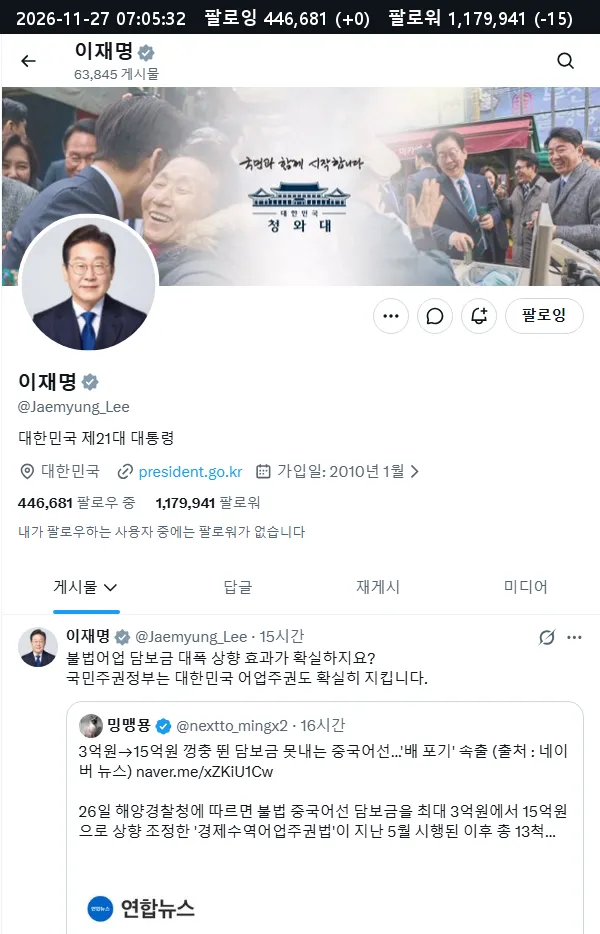 2026-11-27 07:05:32 팔로잉 446,681 (+0) 팔로워 1,179,941 (-15)
이재명
63,845 게시물
국민과 함께 시작합니다
대한민국
청와대
팔로잉
이재명
@Jaemyung_Lee
대한민국 제21대 대통령
대한민국 president.go.kr 가입일: 2010년 1월
446,681 팔로우 중 1,179,941 팔로워
내가 팔로우하는 사용자 중에는 팔로워가 없습니다
게시물 답글 재게시 미디어
이재명 @Jaemyung_Lee · 15시간
불법어업 담보금 대폭 상향 효과가 확실하지요?
국민주권정부는 대한민국 어업주권도 확실히 지킵니다.
밍맹묭 @nextto_mingx2 · 16시간
3억원→15억원 껑충 뛴 담보금 못내는 중국어선...'배 포기' 속출 (출처 : 네이
버 뉴스) naver.me/xZKiU1Cw
26일 해양경찰청에 따르면 불법 중국어선 담보금을 최대 3억원에서 15억원
으로 상향 조정한 '경제수역어업주권법'이 지난 5월 시행된 이후 총 13척...
연합뉴스 연합뉴스